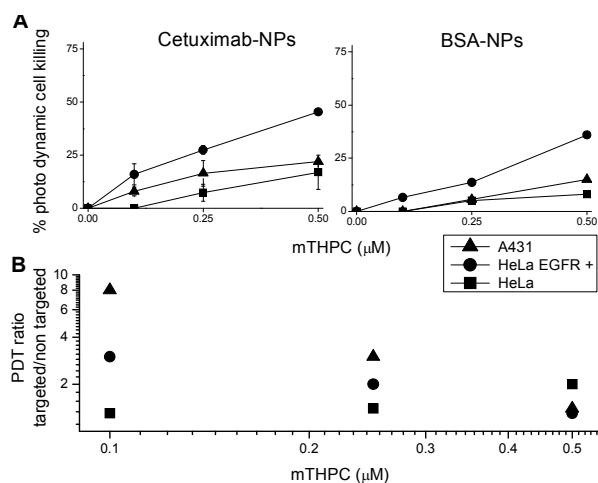 A
Cetuximab-NPs
BSA-NPs
% photo dynamic cell killing
75
50
25
0
0.00
0.25
0.50
75
50
25
0
0.00
0.25
0.50
mTHPC (µM)
A431
HeLa EGFR +
HeLa
B
PDT ratio
targeted/non targeted
10
8
6
4
2
0.1
0.2
0.3
0.4
0.5
mTHPC (µM)